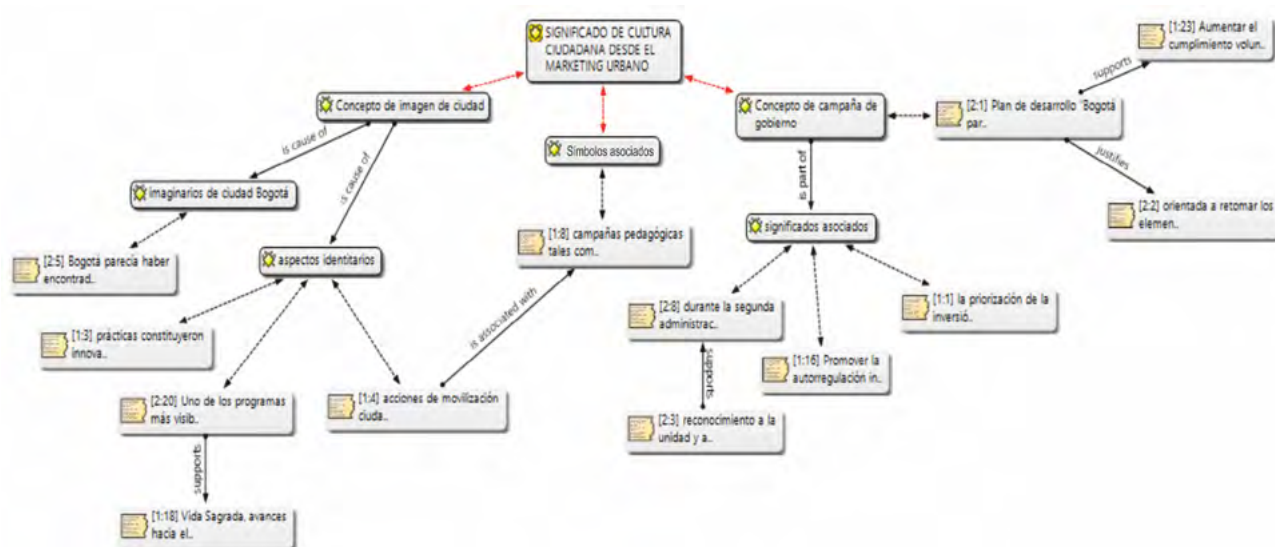 SIGNIFICADO DE CULTURA
CIUDADANA DESDE EL
MARKETING URBANO
[1:23] Aumentar el
cumplimiento volun..
supports
Concepto de imagen de ciudad
Concepto de campaña de
gobierno
[2:1] Plan de desarrollo "Bogotá
par..
is cause of
is cause of
Símbolos asociados
is part of
justifies
imaginarios de ciudad Bogotá
[2:2] orientada a retomar los
elemen..
significados asociados
[1:8] campañas pedagógicas
tales com..
[2:5] Bogotá parecía haber
encontrad..
aspectos identitarios
is associated with
[2:8] durante la segunda
administrac..
[1:1] la priorización de la
inversió..
[1:3] prácticas constituyeron
innova..
supports
[1:16] Promover la
autorregulación in..
[2:20] Uno de los programas
más visib..
[1:4] acciones de movilización
ciuda..
[2:3] reconocimiento a la
unidad y a..
supports
[1:18] Vida Sagrada, avances
hacia el..